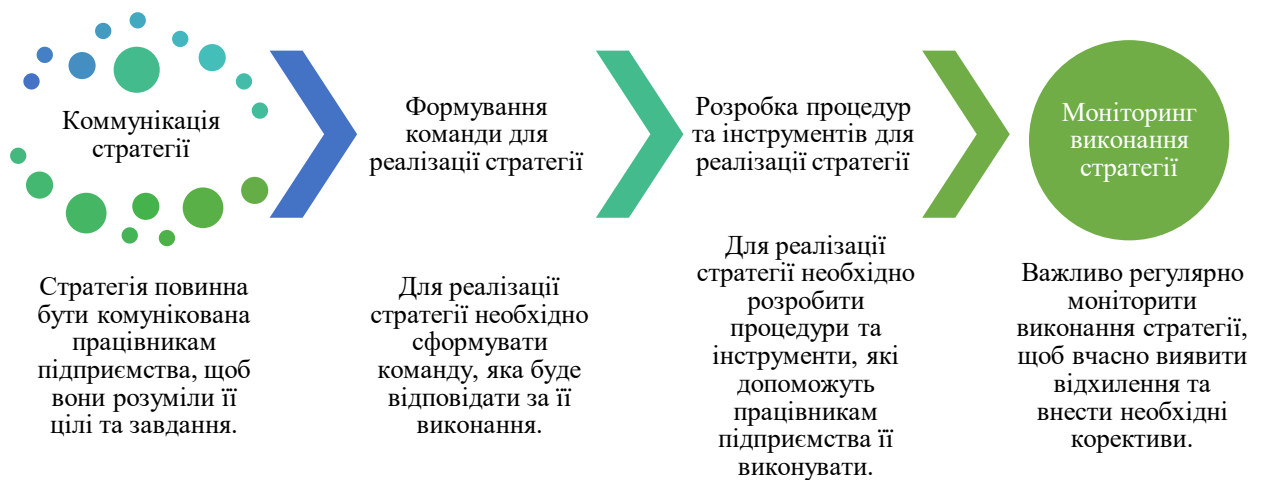 Коммунікація
стратегії
Стратегія повинна
бути комунікована
працівникам
підприємства, щоб
вони розуміли її
цілі та завдання.
Формування
команди для
реалізації стратегії
Для реалізації
стратегії необхідно
сформувати
команду, яка буде
відповідати за її
виконання.
Розробка процедур
та інструментів для
реалізації стратегії
Для реалізації
стратегії необхідно
розробити
процедури та
інструменти, які
допоможуть
працівникам
підприємства її
виконувати.
Моніторинг
виконання
стратегії
Важливо регулярно
моніторити
виконання стратегії,
щоб вчасно виявити
відхилення та
внести необхідні
корективи.